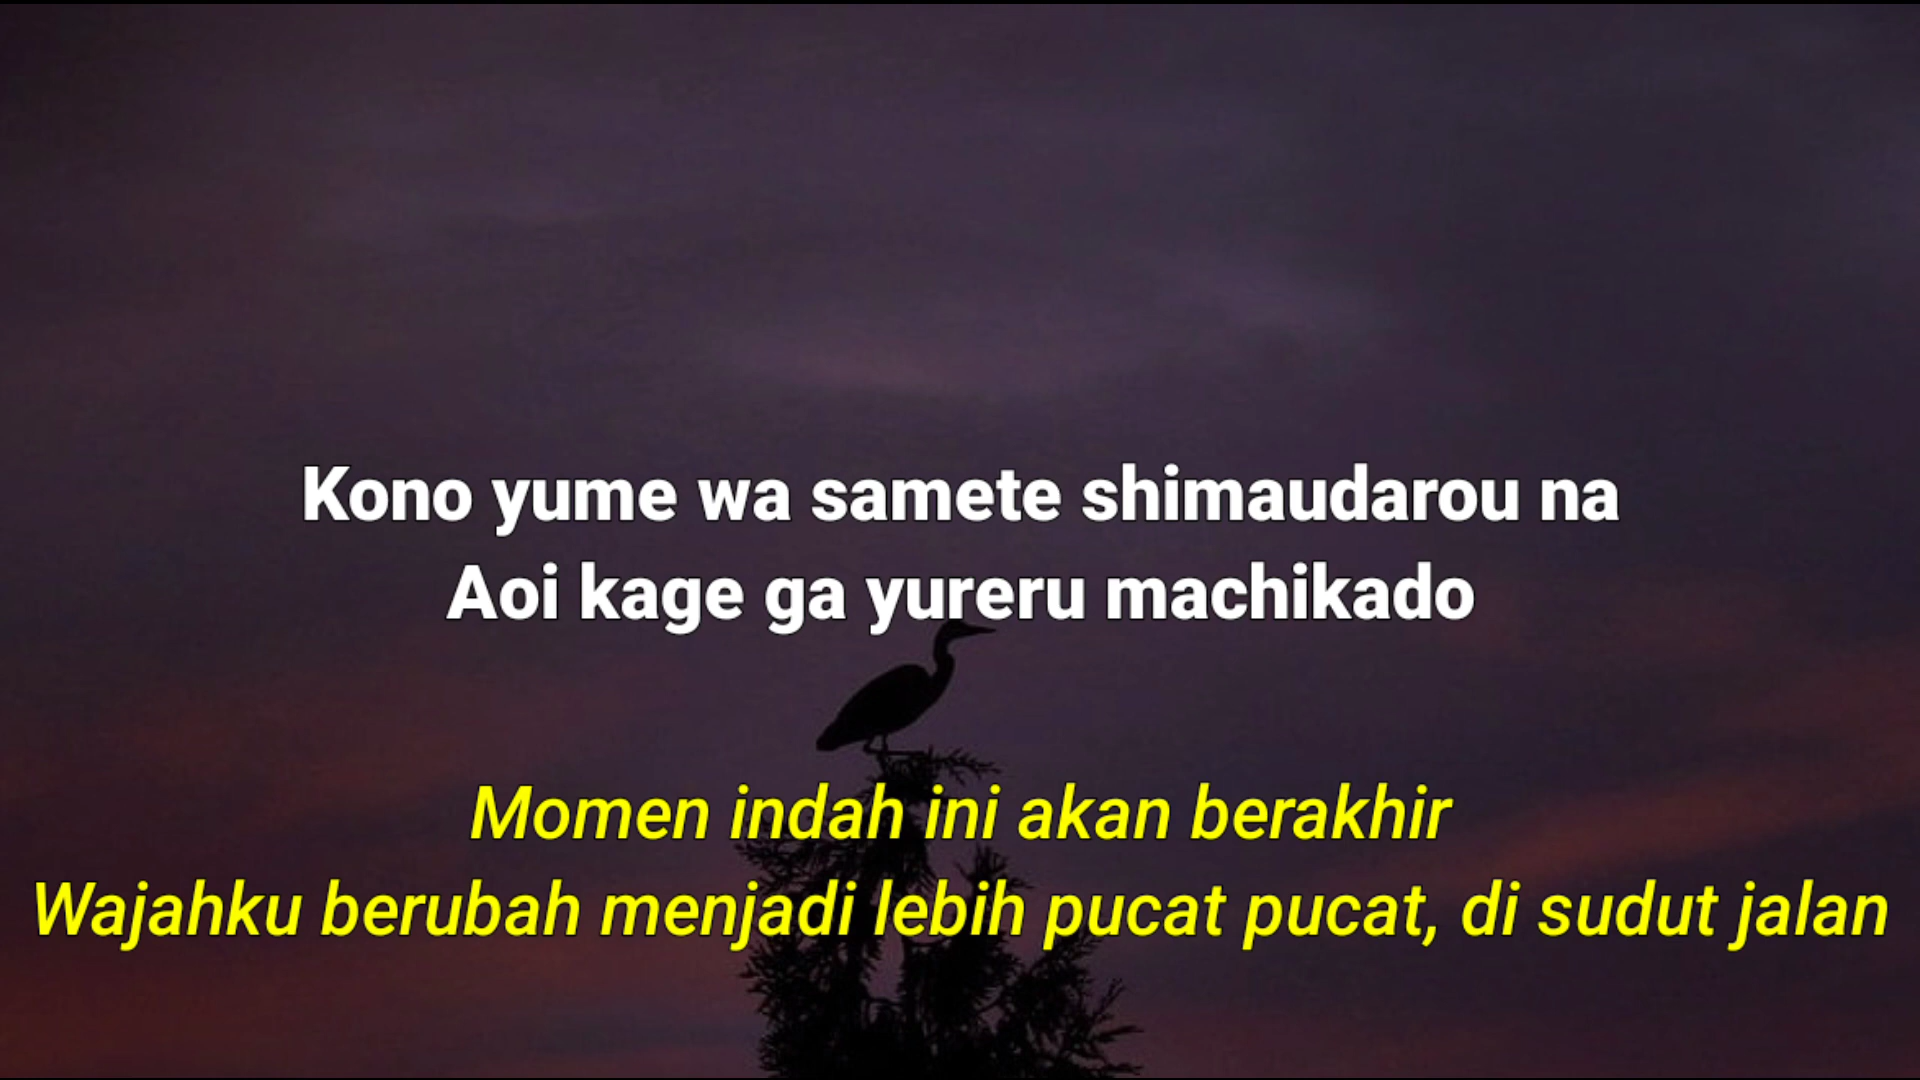 Kono yume wa samete shimaudarou na
Aoi kage ga yureru machikado
Momen indah ini akan berakhir
Wajahku berubah menjadi lebih pucat pucat, di sudut jalan